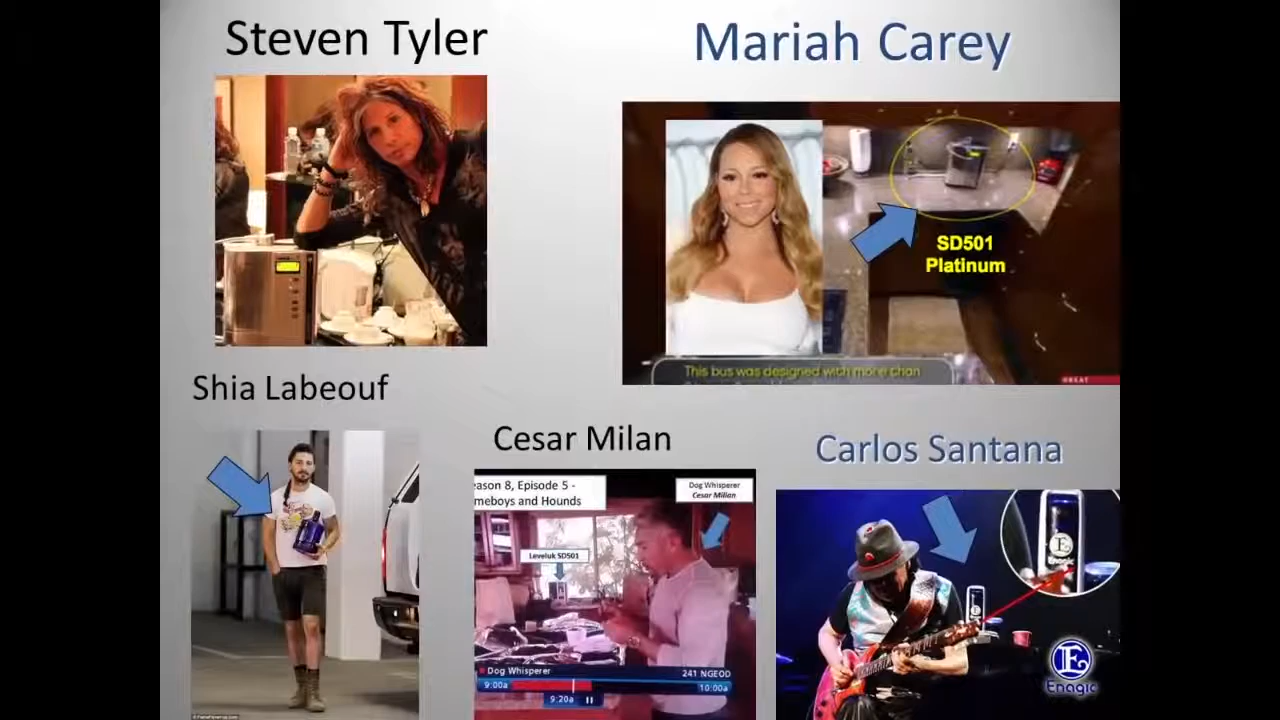 Steven Tyler
Mariah Carey
SD501
Platinum
This bus was designed with more than
GREAT
Shia Labeouf
Cesar Milan
Carlos Santana
eason 8, Episode 5 -
meboys and Hounds
Dog Whisperer
Cesar Millan
Leveluk SD501
Dog Whisperer
241 NGEOD
9:00a
10:00a
9:20a
E
Enagic
E
Enagic